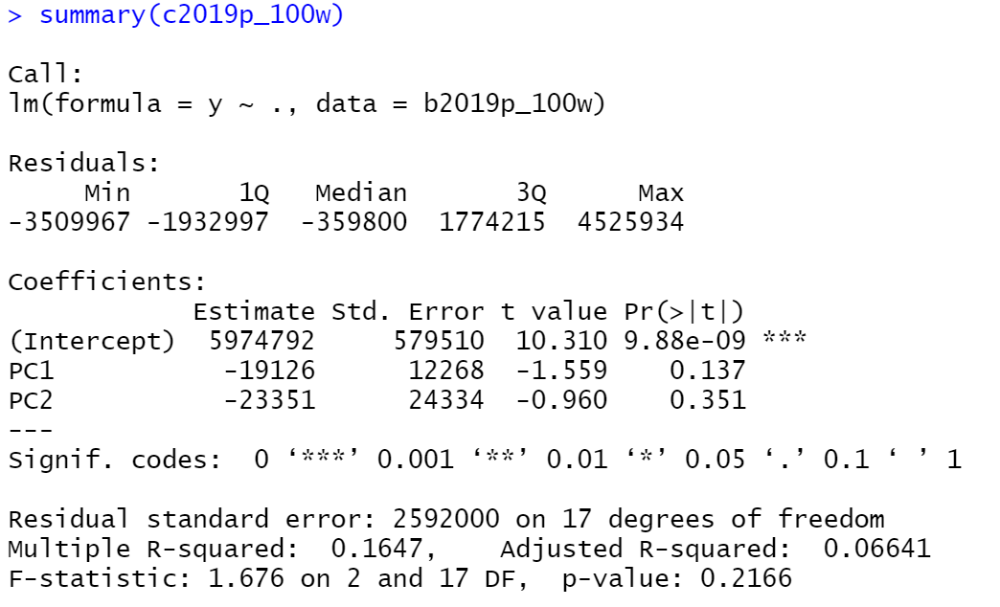 > summary(c2019p_100w)
Call:
lm(formula = y ~ ., data = b2019p_100w)
Residuals:
     Min       1Q   Median       3Q      Max
-3509967 -1932997  -359800  1774215  4525934
Coefficients:
            Estimate Std. Error t value Pr(>|t|)
(Intercept)  5974792     579510  10.310 9.88e-09 ***
PC1           -19126      12268  -1.559    0.137
PC2           -23351      24334  -0.960    0.351
---
Signif. codes:  0 ‘***’ 0.001 ‘**’ 0.01 ‘*’ 0.05 ‘.’ 0.1 ‘ ’ 1
Residual standard error: 2592000 on 17 degrees of freedom
Multiple R-squared:  0.1647,	Adjusted R-squared:  0.06641
F-statistic: 1.676 on 2 and 17 DF,  p-value: 0.2166